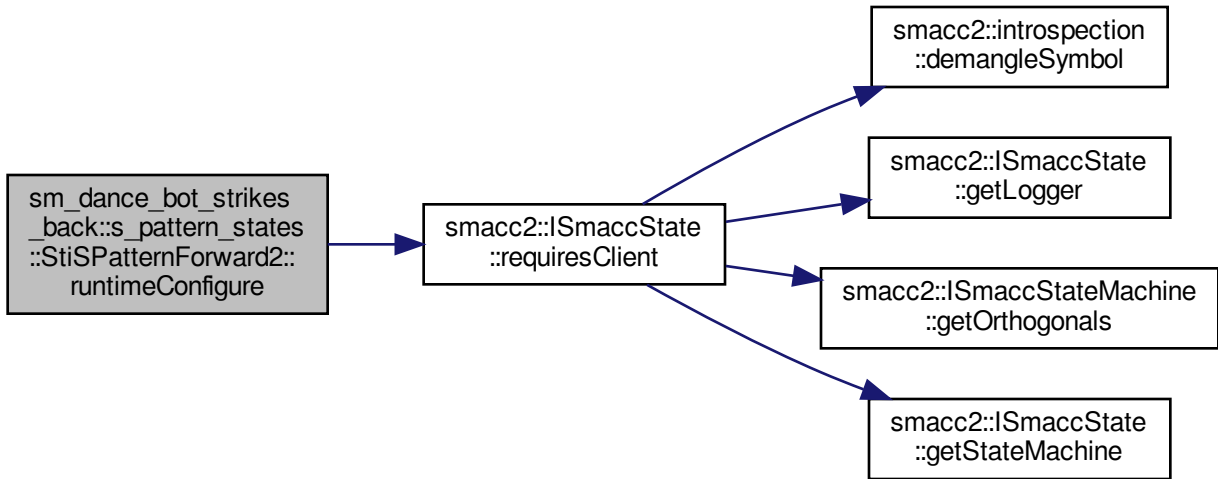 smacc2::introspection
::demangleSymbol
smacc2::ISmaccState
::getLogger
sm_dance_bot_strikes
_back::s_pattern_states
::StiSPatternForward2::
runtimeConfigure
smacc2::ISmaccState
::requiresClient
smacc2::ISmaccStateMachine
::getOrthogonals
smacc2::ISmaccState
::getStateMachine